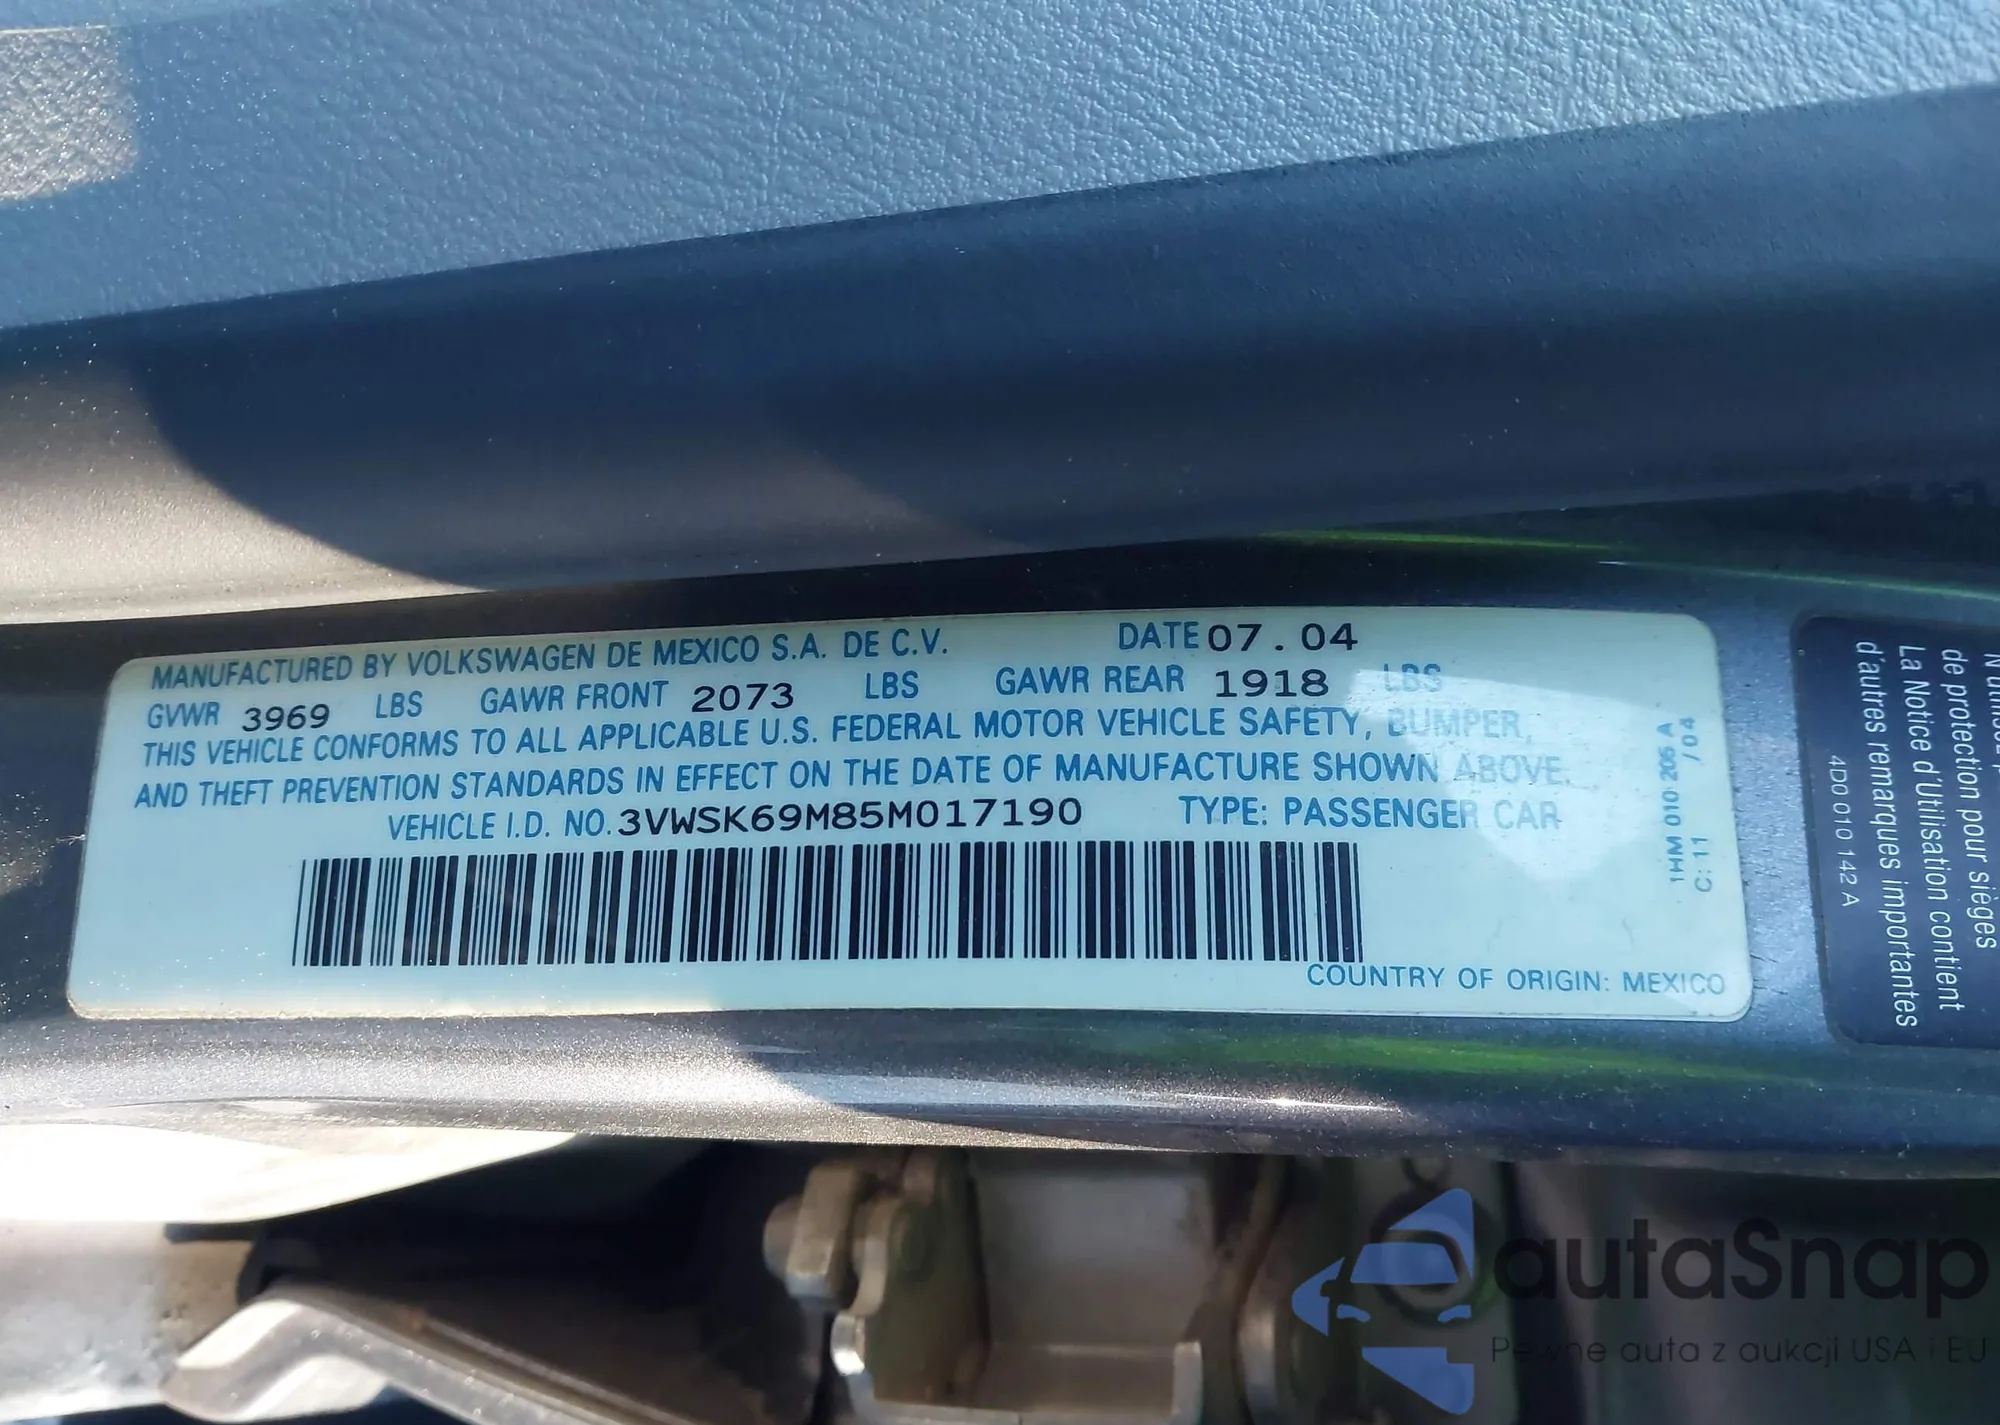 MANUFACTURED BY VOLKSWAGEN DE MEXICO S.A. DE C.V. DATE 07.04
GVWR 3969 LBS GAWR FRONT 2073 LBS GAWR REAR 1918 LBS
THIS VEHICLE CONFORMS TO ALL APPLICABLE U.S. FEDERAL MOTOR VEHICLE SAFETY, BUMPER,
AND THEFT PREVENTION STANDARDS IN EFFECT ON THE DATE OF MANUFACTURE SHOWN ABOVE.
VEHICLE I.D. NO. 3VWSK69M85M017190 TYPE: PASSENGER CAR
COUNTRY OF ORIGIN: MEXICO
1HM 010 206 A
C: 11 /04
de protection pour sièges
La Notice d'Utilisation contient
d'autres remarques importantes
4D0 010 142 A
autaSnap
Pewne auta z aukcji USA i EU